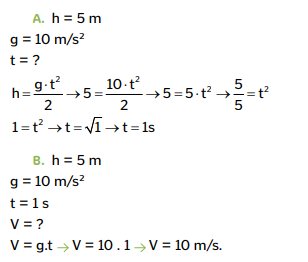 A. h = 5 m
g = 10 m/s²
t = ?
h = g·t²/2 → 5 = 10·t²/2 → 5 = 5·t² → 5/5 = t²
1 = t² → t = √1 → t = 1s
B. h = 5 m
g = 10 m/s²
t = 1 s
V = ?
V = g.t → V = 10 . 1 → V = 10 m/s.